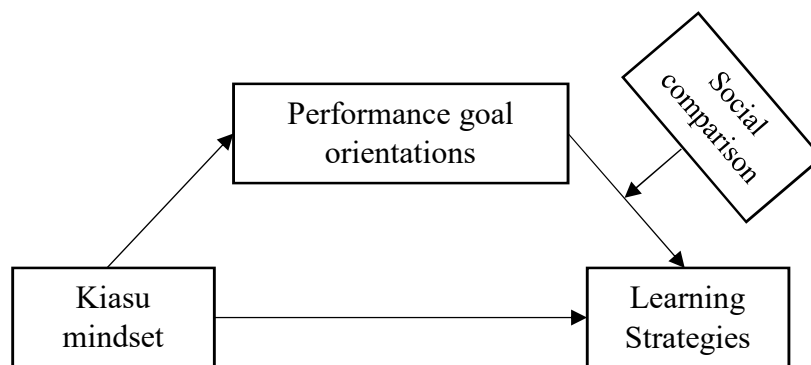 Social
comparison
Performance goal
orientations
Kiasu
mindset
Learning
Strategies